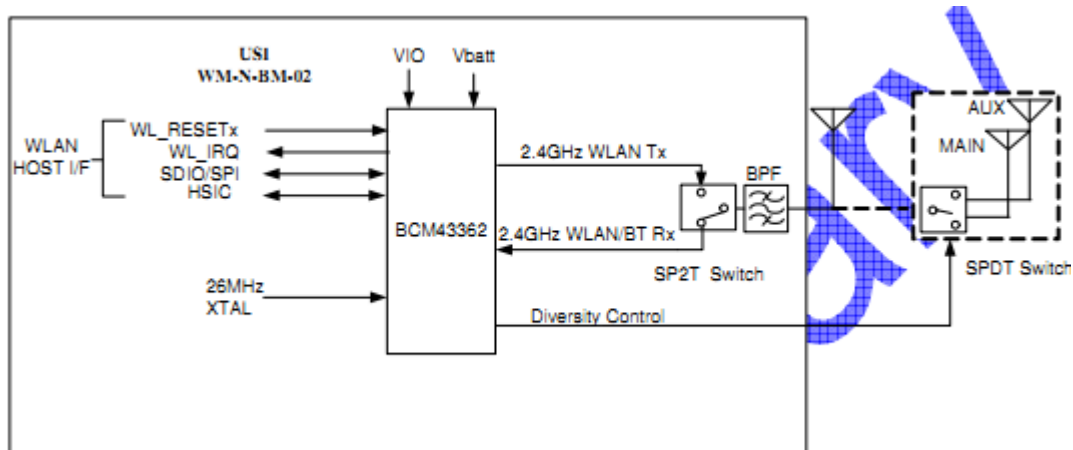 USI
WM-N-BM-02
VIO
Vbatt
WLAN
HOST I/F
WL_RESETx
WL_IRQ
SDIO/SPI
HSIC
26MHz
XTAL
BCM43362
2.4GHz WLAN Tx
2.4GHz WLAN/BT Rx
Diversity Control
SP2T Switch
BPF
AUX
MAIN
SPDT Switch